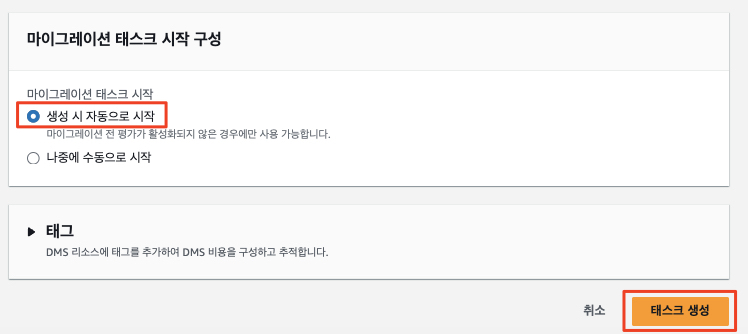 마이그레이션 태스크 시작 구성
마이그레이션 태스크 시작
생성 시 자동으로 시작
마이그레이션 전 평가가 활성화되지 않은 경우에만 사용 가능합니다.
나중에 수동으로 시작
태그
DMS 리소스에 태그를 추가하여 DMS 비용을 구성하고 추적합니다.
취소
태스크 생성